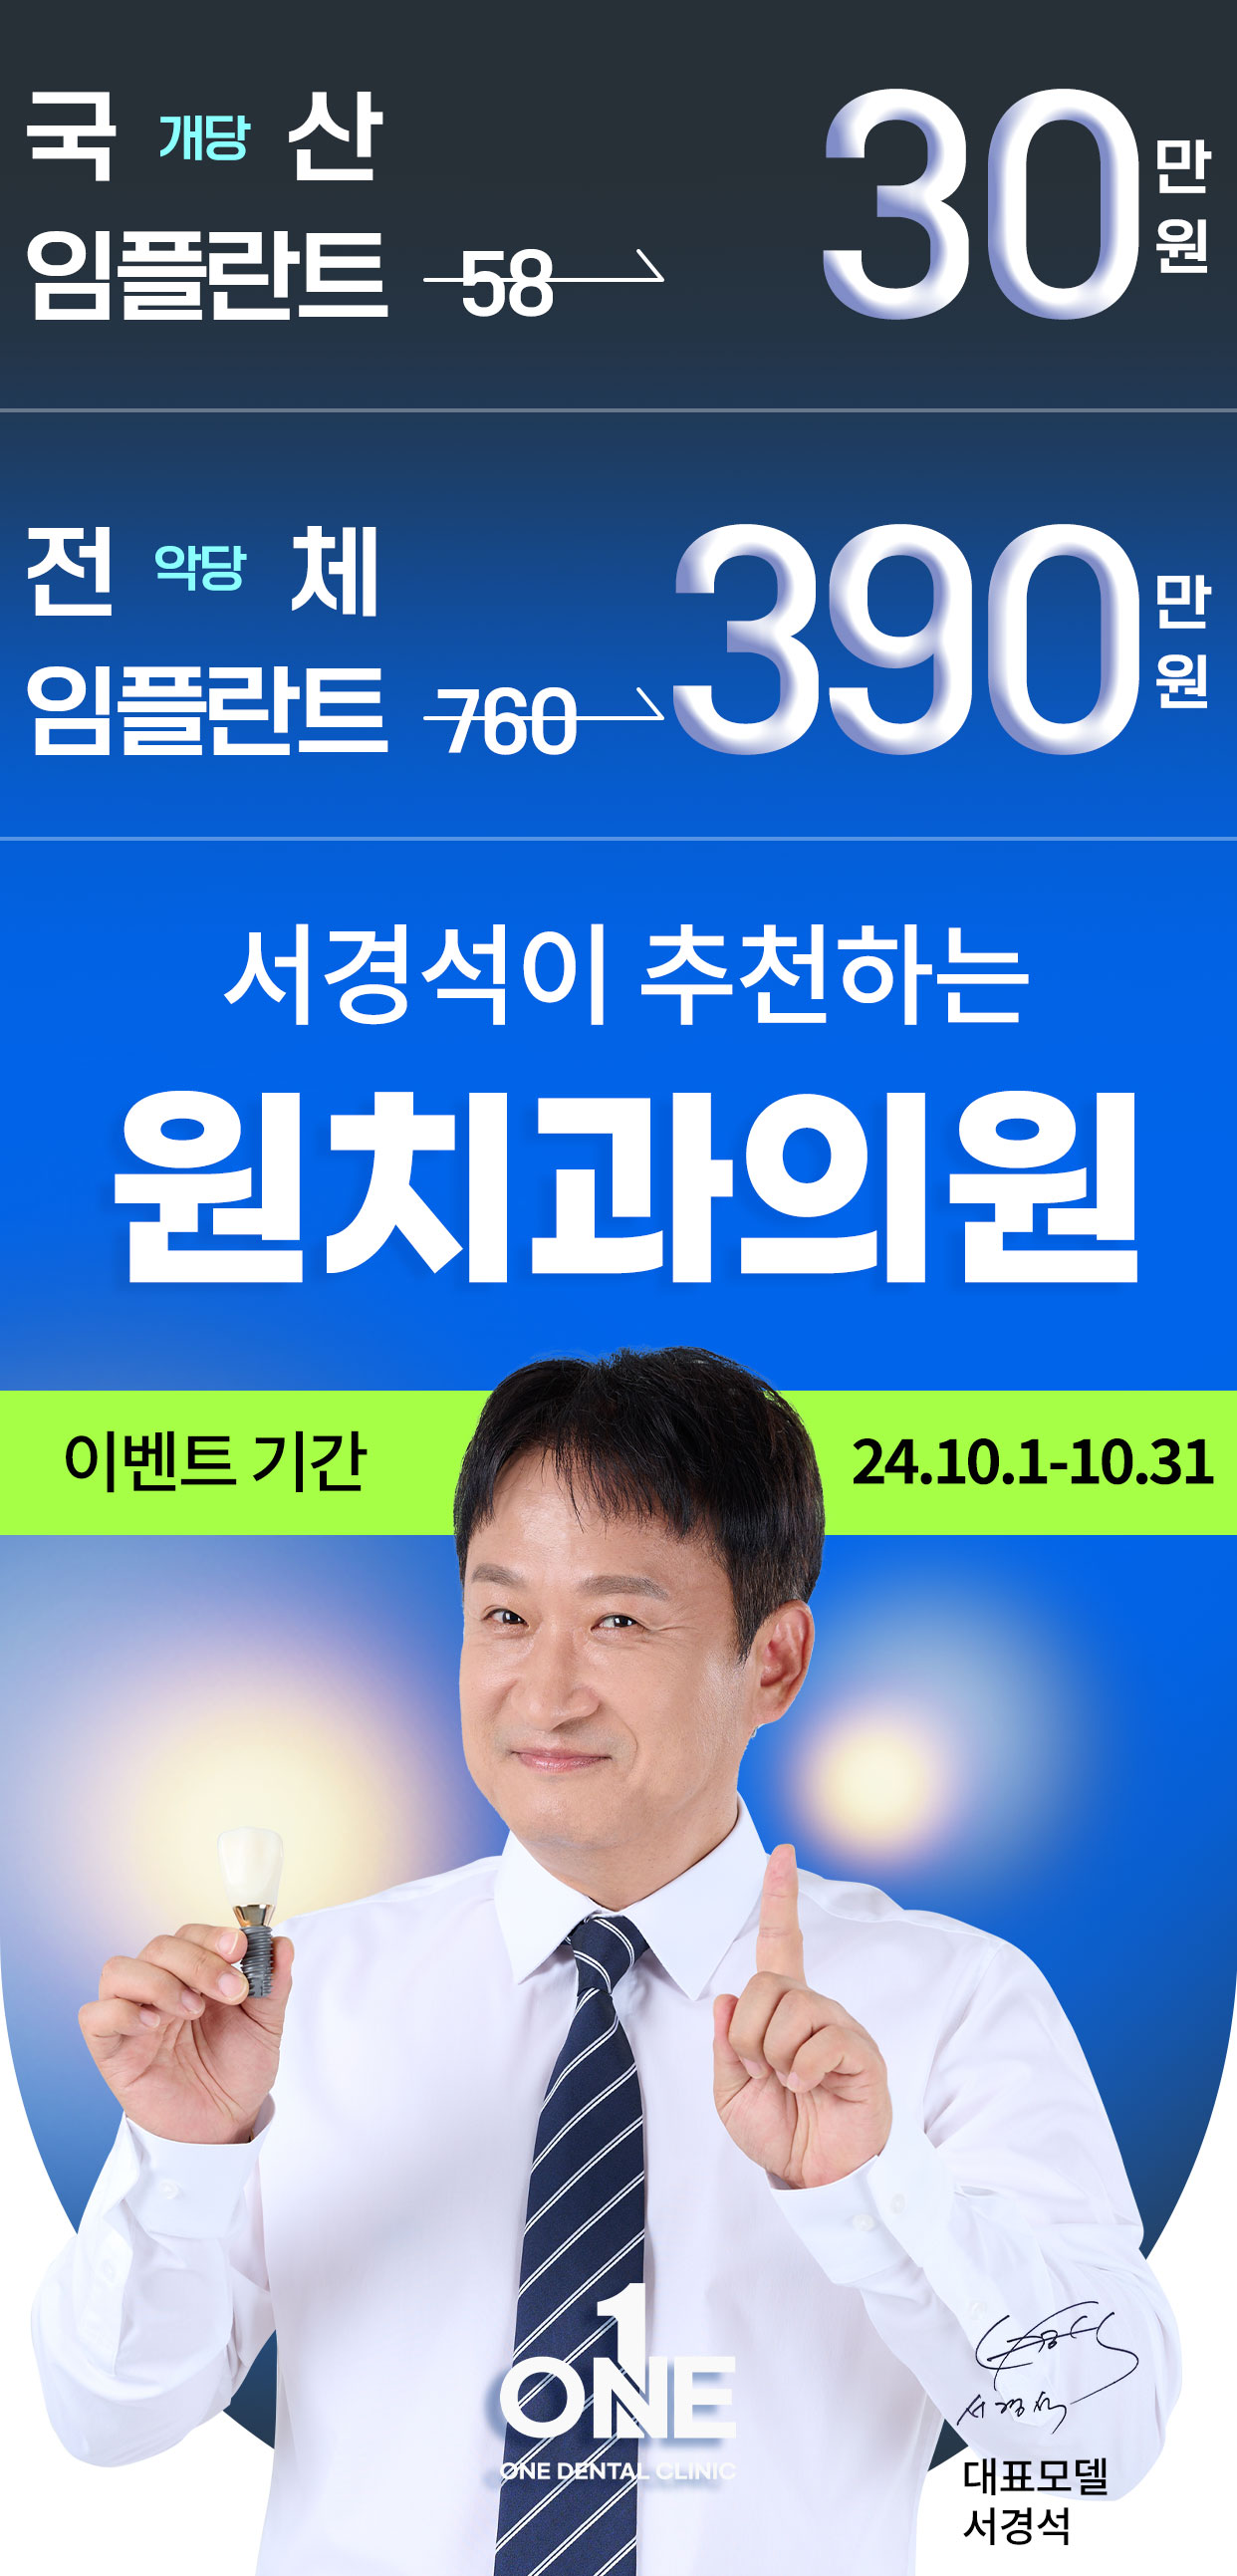 국 개당 산
임플란트 58
30만원
전 악당 체
임플란트 760
390만원
서경석이 추천하는
원치과의원
이벤트 기간
24.10.1-10.31
1
ONE
ONE DENTAL CLINIC
서경석
대표모델
서경석